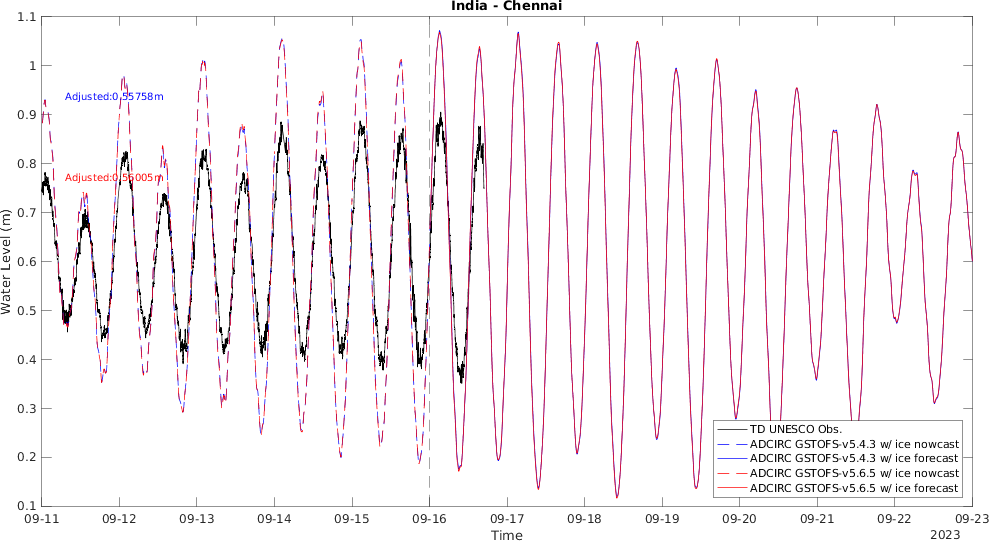 India - Chennai
1.1
1
0.9
0.8
0.7
0.6
0.5
0.4
0.3
0.2
0.1
Water Level (m)
Adjusted:0.55758m
Adjusted:0.55005m
TD UNESCO Obs.
ADCIRC GSTOFS-v5.4.3 w/ ice nowcast
ADCIRC GSTOFS-v5.4.3 w/ ice forecast
ADCIRC GSTOFS-v5.6.5 w/ ice nowcast
ADCIRC GSTOFS-v5.6.5 w/ ice forecast
09-11 09-12 09-13 09-14 09-15 09-16 09-17 09-18 09-19 09-20 09-21 09-22 09-23
Time
2023